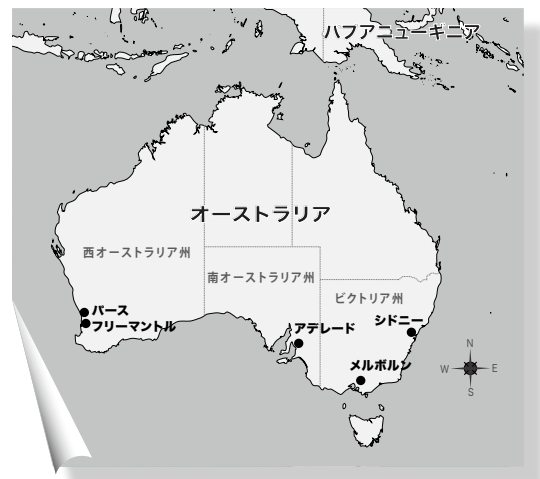 パプアニューギニア
オーストラリア
西オーストラリア州
南オーストラリア州
ビクトリア州
パース
フリーマントル
アデレード
シドニー
メルボルン
N
W E
S